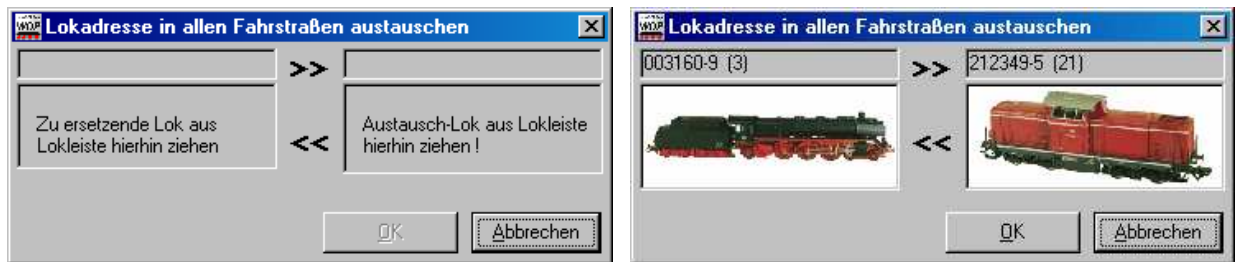 Lokadresse in allen Fahrstraßen austauschen
>>
Zu ersetzende Lok aus
Lokleiste hierhin ziehen
<<
Austausch-Lok aus Lokleiste
hierhin ziehen !
OK
Abbrechen
Lokadresse in allen Fahrstraßen austauschen
003160-9 (3)
>>
212349-5 (21)
<<
OK
Abbrechen